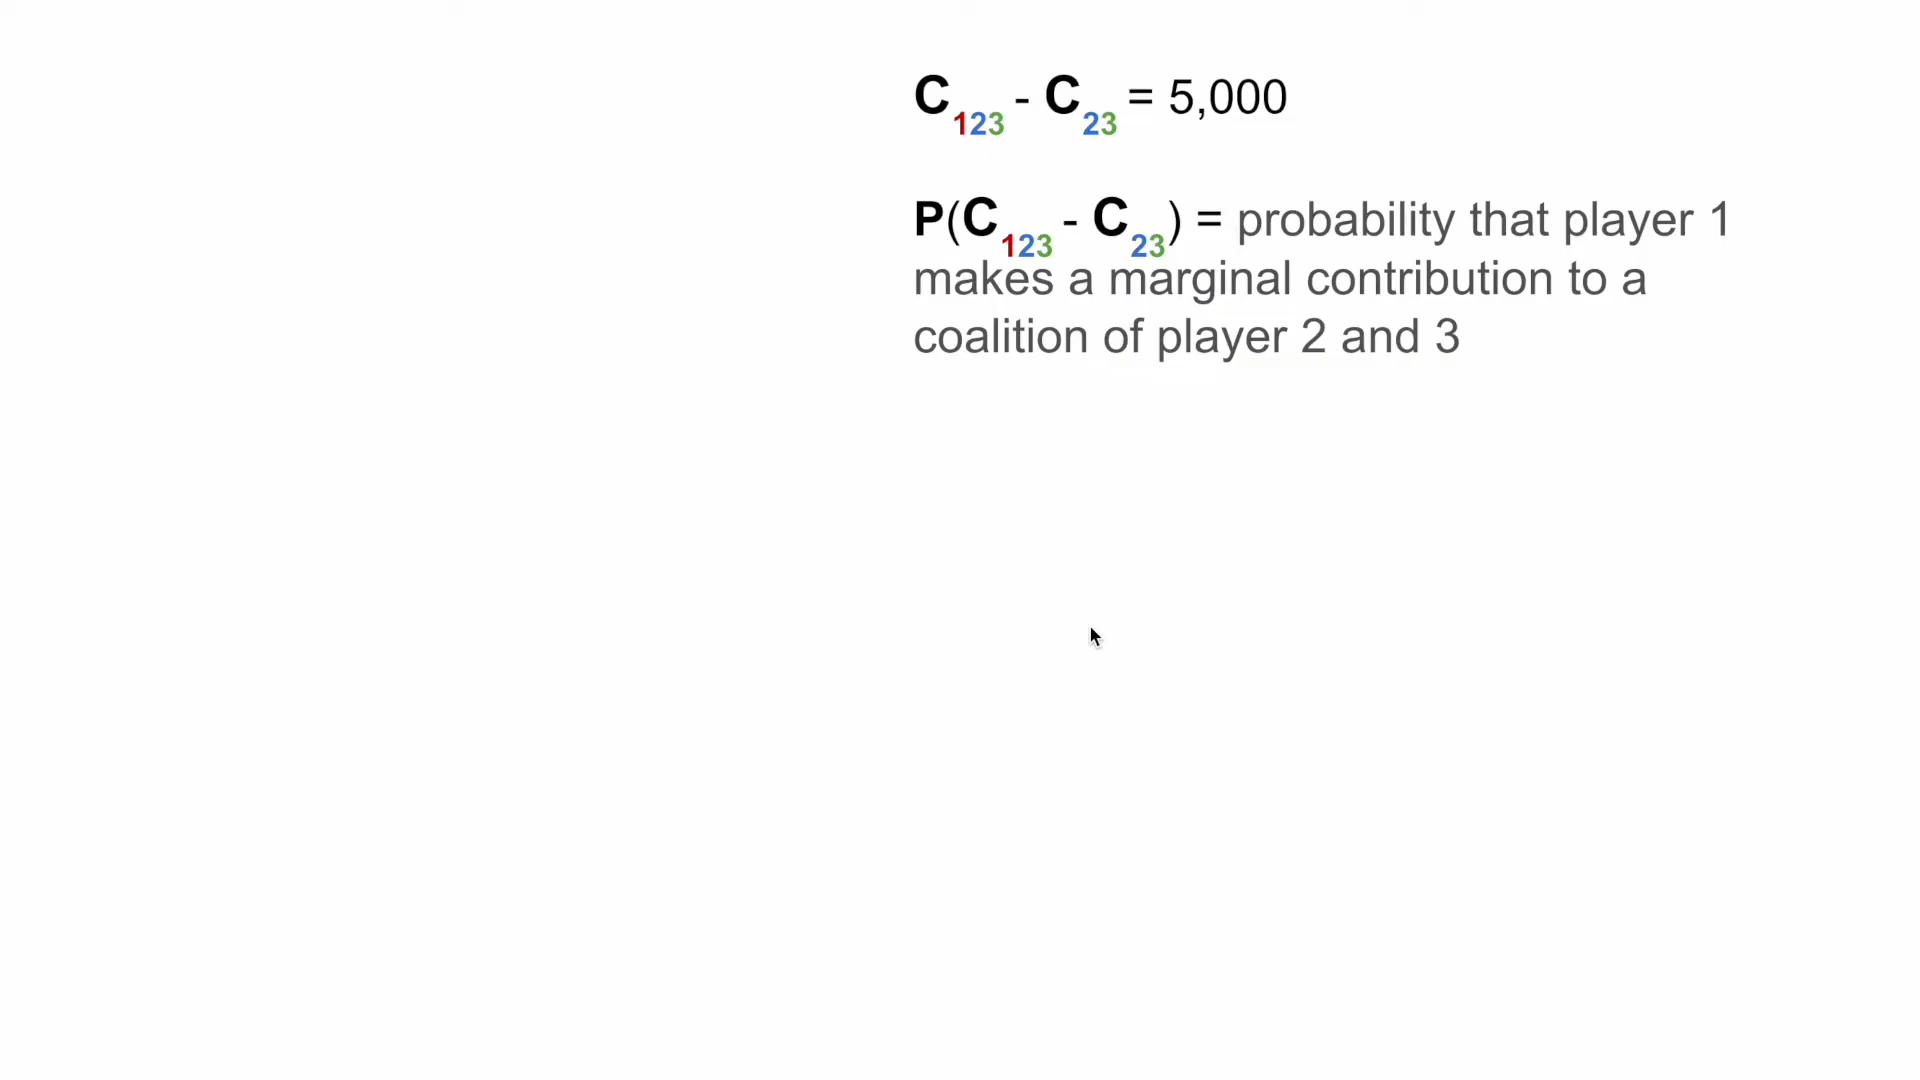 C₁₂₃ - C₂₃ = 5,000
P(C₁₂₃ - C₂₃) = probability that player 1
makes a marginal contribution to a
coalition of player 2 and 3